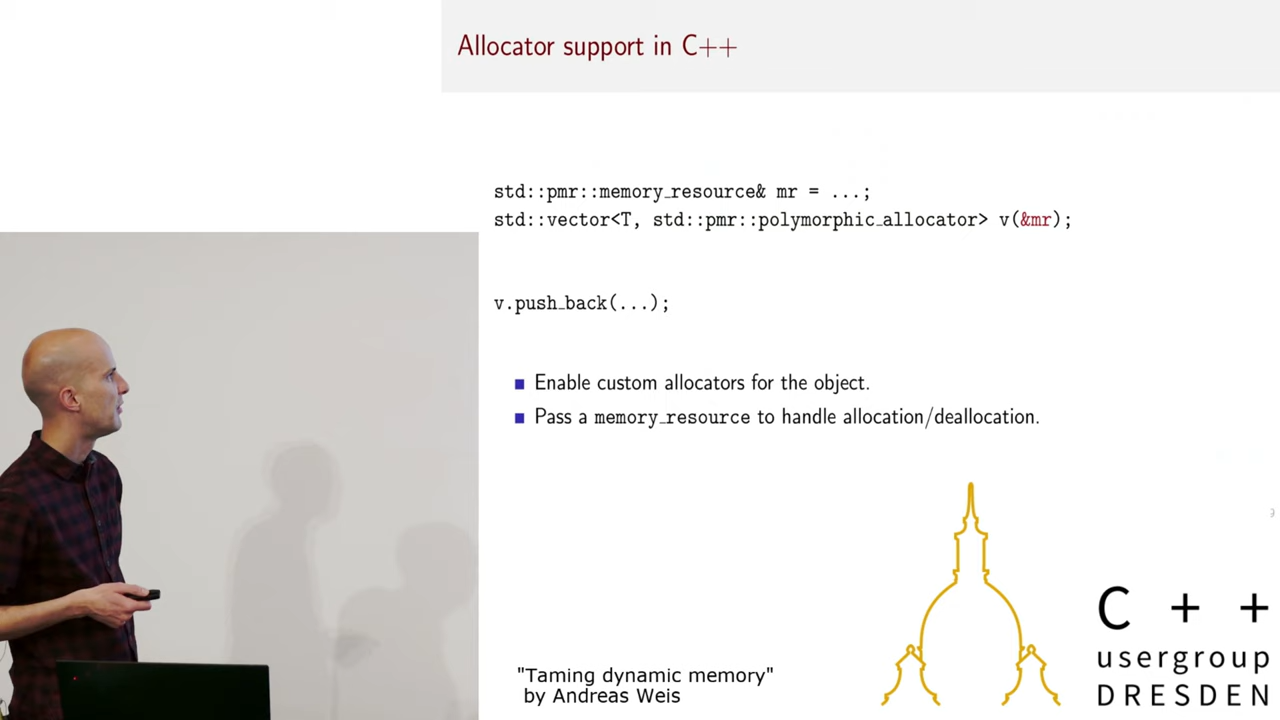 Allocator support in C++
std::pmr::memory_resource& mr = ...;
std::vector<T, std::pmr::polymorphic_allocator> v(&mr);
v.push_back(...);
Enable custom allocators for the object.
Pass a memory_resource to handle allocation/deallocation.
9
C + +
usergroup
DRESDEN
"Taming dynamic memory"
by Andreas Weis